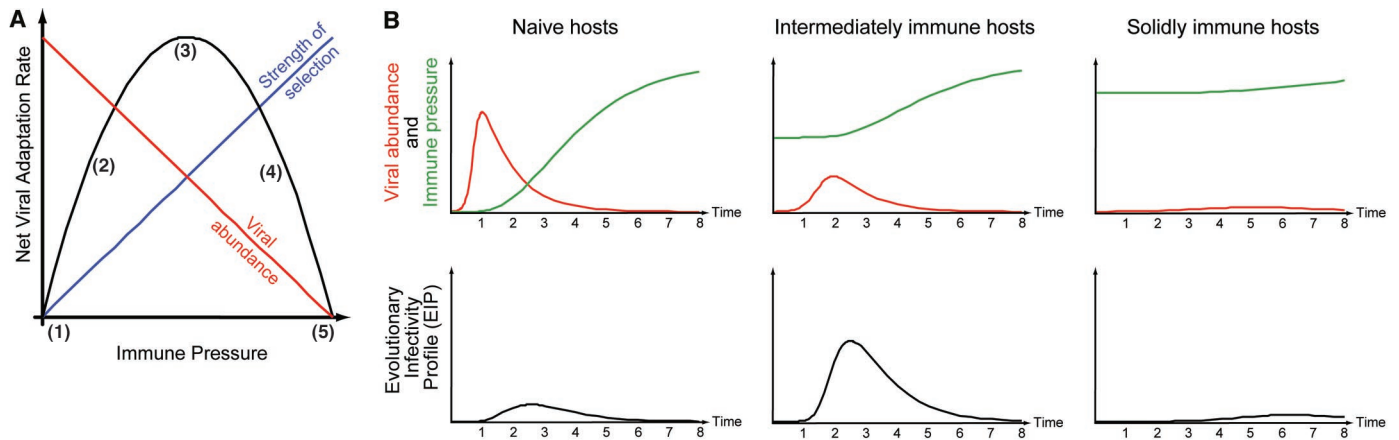 A
Net Viral Adaptation Rate
(1)
(2)
(3)
(4)
(5)
Strength of
selection
Viral
abundance
Immune Pressure
B
Naive hosts
Intermediately immune hosts
Solidly immune hosts
Viral abundance
and
Immune pressure
1 2 3 4 5 6 7 8
Time
1 2 3 4 5 6 7 8
Time
1 2 3 4 5 6 7 8
Time
Evolutionary
Infectivity
Profile (EIP)
1 2 3 4 5 6 7 8
Time
1 2 3 4 5 6 7 8
Time
1 2 3 4 5 6 7 8
Time